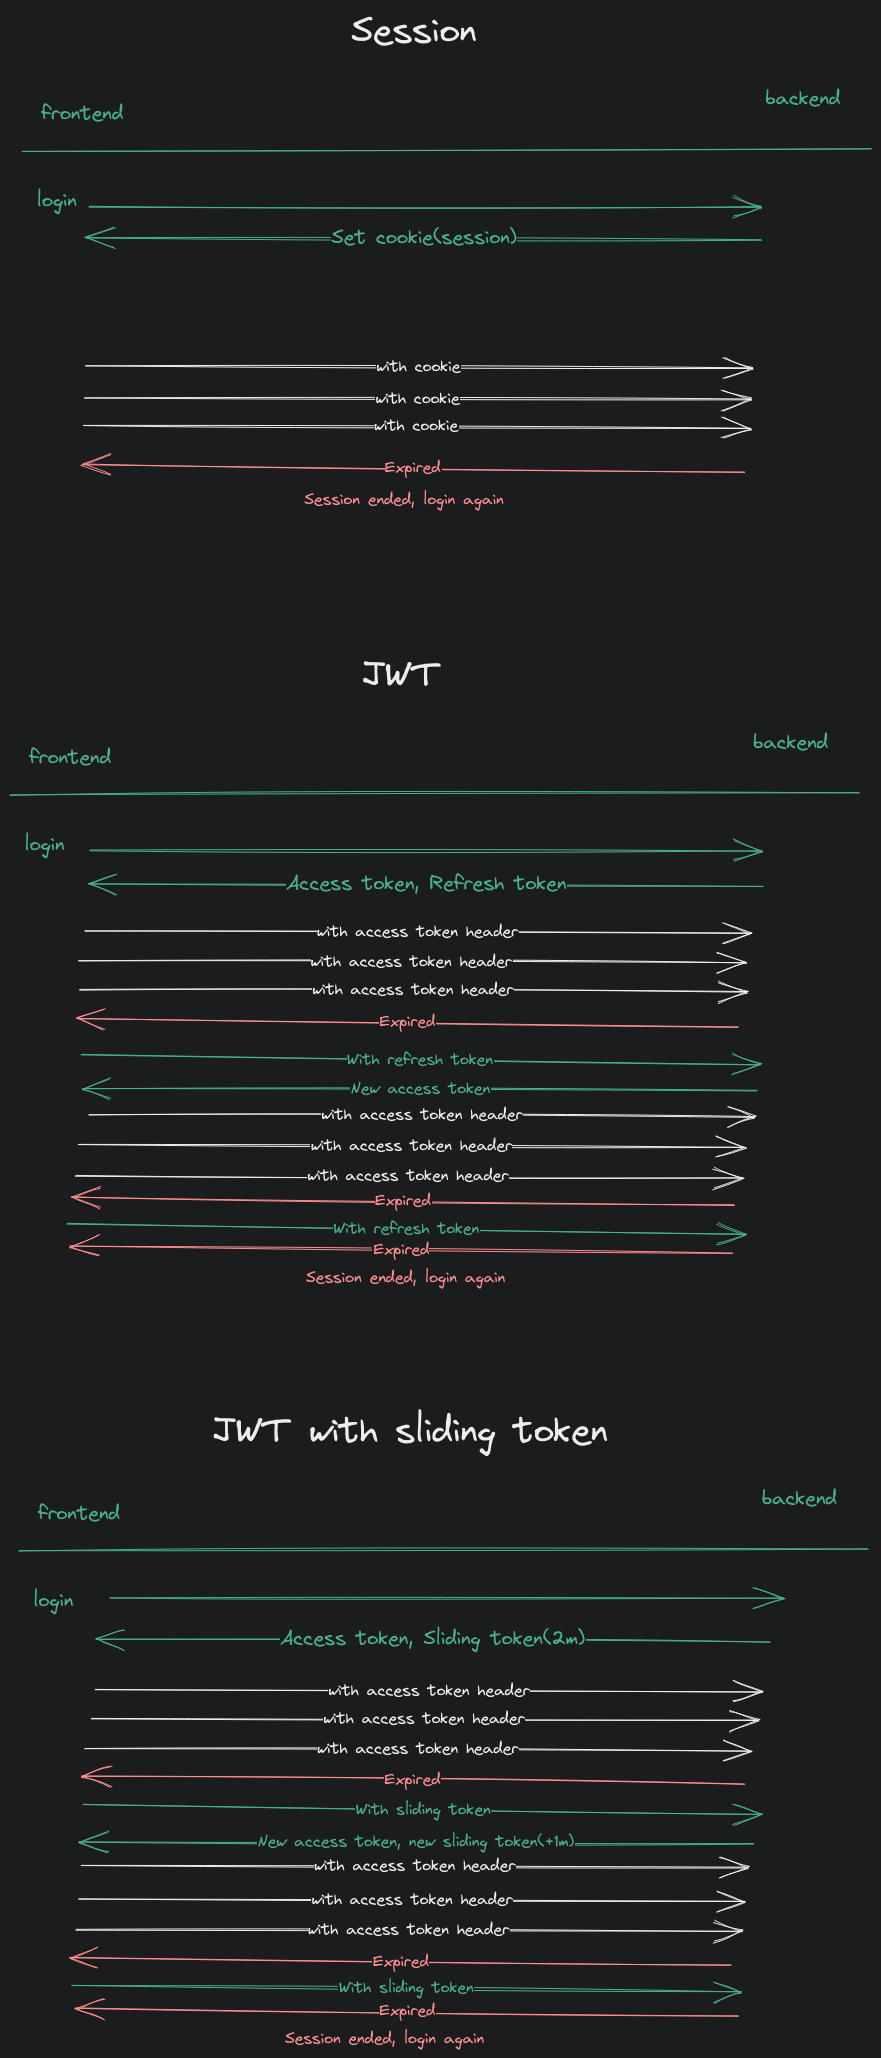 Session
frontend
backend
login
Set cookie(session)
with cookie
with cookie
with cookie
Expired
Session ended, login again
JWT
frontend
backend
login
Access token, Refresh token
with access token header
with access token header
with access token header
Expired
With refresh token
New access token
with access token header
with access token header
with access token header
Expired
With refresh token
Expired
Session ended, login again
JWT with sliding token
frontend
backend
login
Access token, Sliding token(2m)
with access token header
with access token header
with access token header
Expired
With sliding token
New access token, new sliding token(+1m)
with access token header
with access token header
with access token header
Expired
With sliding token
Expired
Session ended, login again